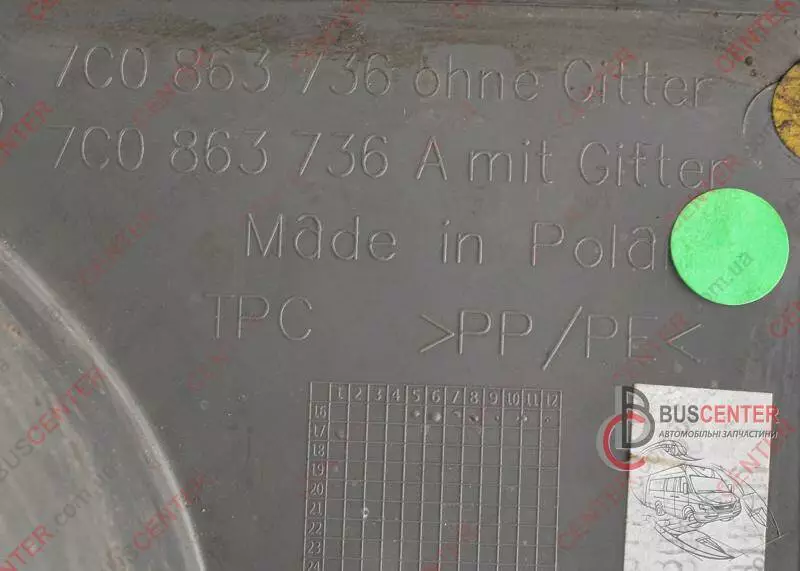 7C0 863 736 ohne Gitter
7C0 863 736 A mit Gitter
Made in Pola
TPC >PP/PE<
1 2 3 4 5 6 7 8 9 10 11 12
16
17
18
19
20
21
22
23
24
BUSCENTER
АВТОМОБІЛЬНІ ЗАПЧАСТИНИ